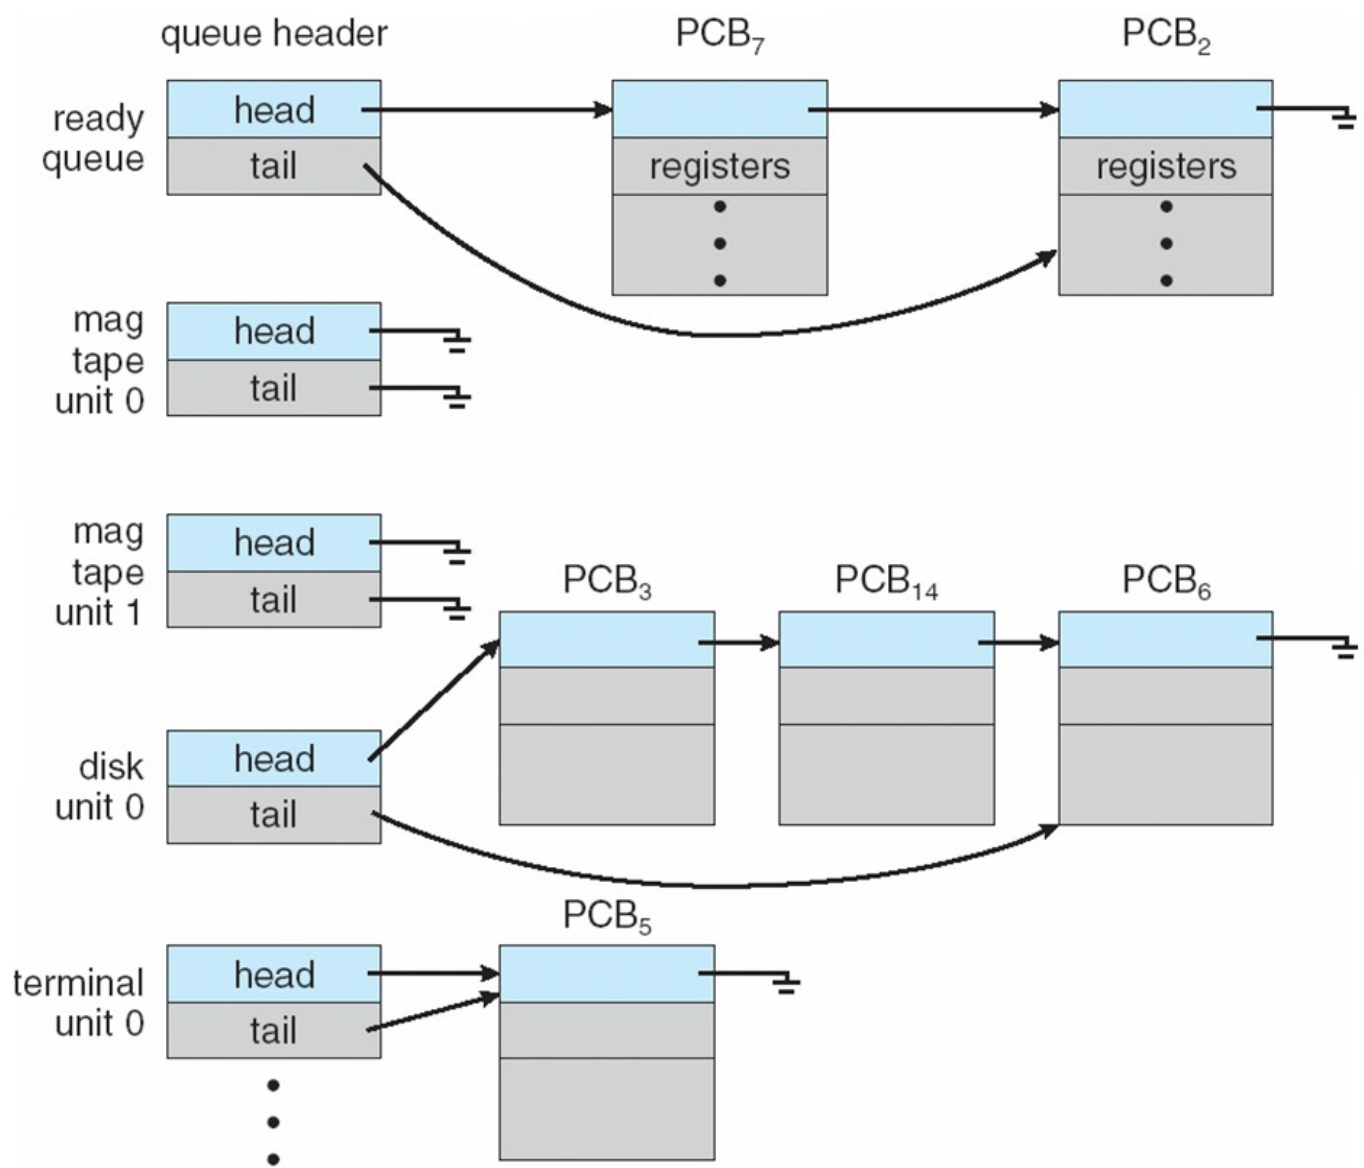 queue header
PCB₇
PCB₂
ready
queue
head
tail
registers
registers
mag
tape
unit 0
head
tail
mag
tape
unit 1
head
tail
PCB₃
PCB₁₄
PCB₆
disk
unit 0
head
tail
PCB₅
terminal
unit 0
head
tail